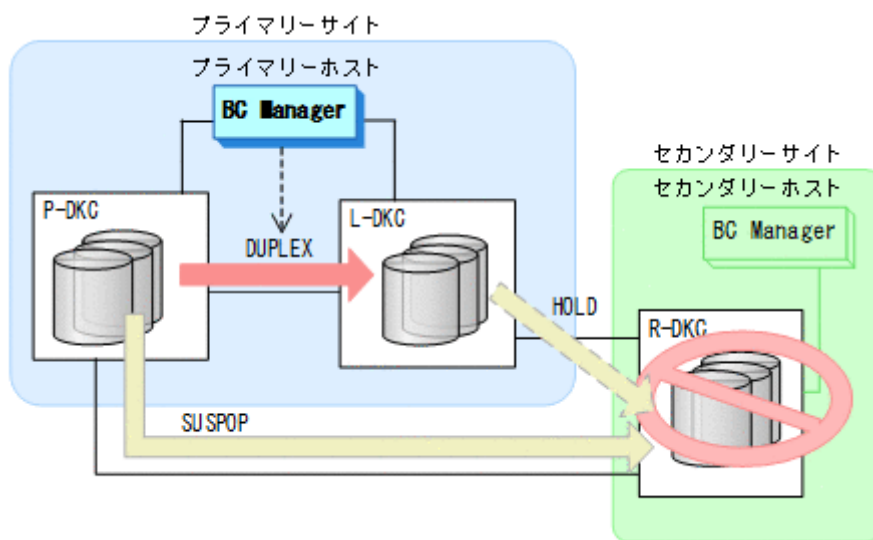 プライマリーサイト
プライマリーホスト
BC Manager
セカンダリーサイト
セカンダリーホスト
BC Manager
P-DKC
L-DKC
DUPLEX
HOLD
R-DKC
SUSPOP